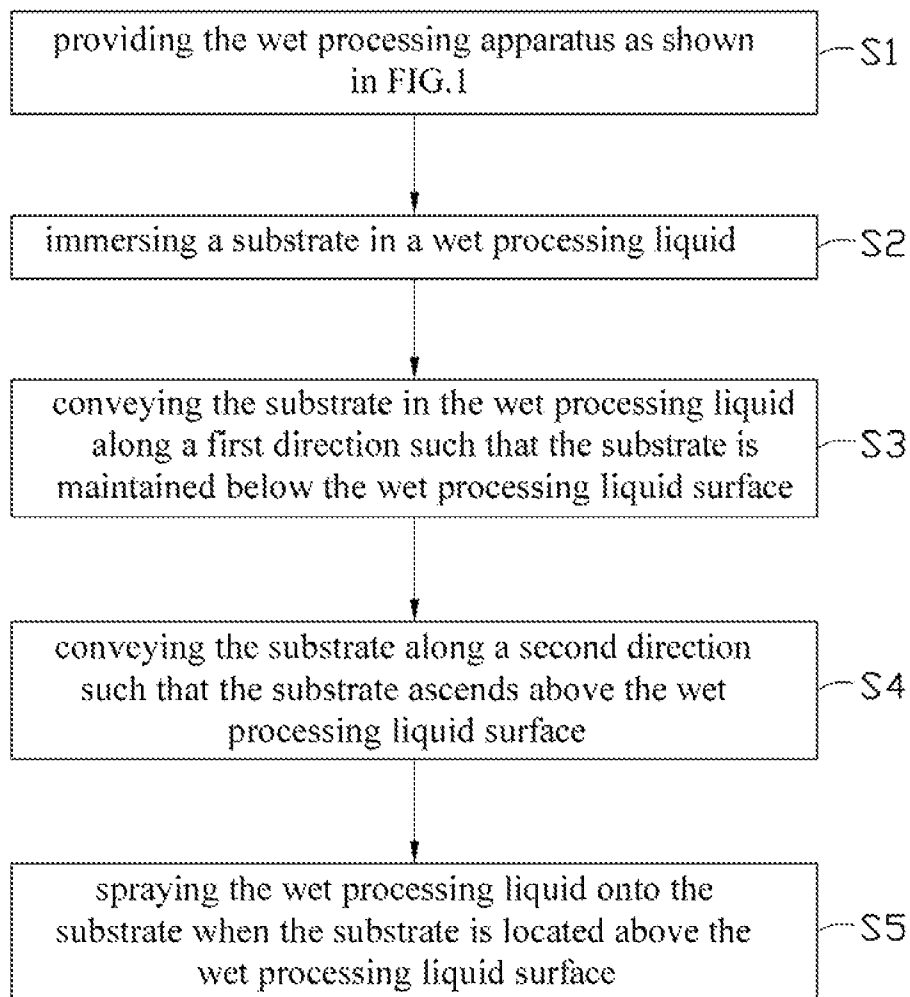 providing the wet processing apparatus as shown
in FIG.1
S1
immersing a substrate in a wet processing liquid
S2
conveying the substrate in the wet processing liquid
along a first direction such that the substrate is
maintained below the wet processing liquid surface
S3
conveying the substrate along a second direction
such that the substrate ascends above the wet
processing liquid surface
S4
spraying the wet processing liquid onto the
substrate when the substrate is located above the
wet processing liquid surface
S5